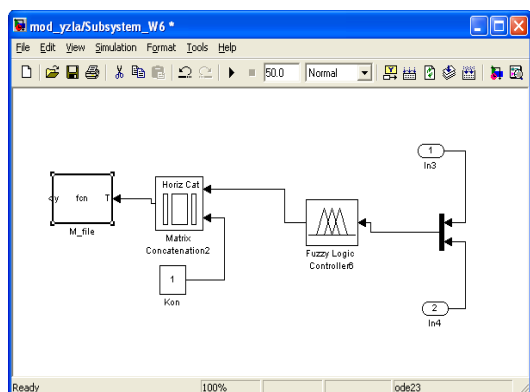 mod_yzla/Subsystem_W6 *
File Edit View Simulation Format Tools Help
50.0 Normal
1
In3
y fcn T
M_file
Horiz Cat
Matrix
Concatenation2
Fuzzy Logic
Controller6
1
Kon
2
In4
Ready 100% ode23